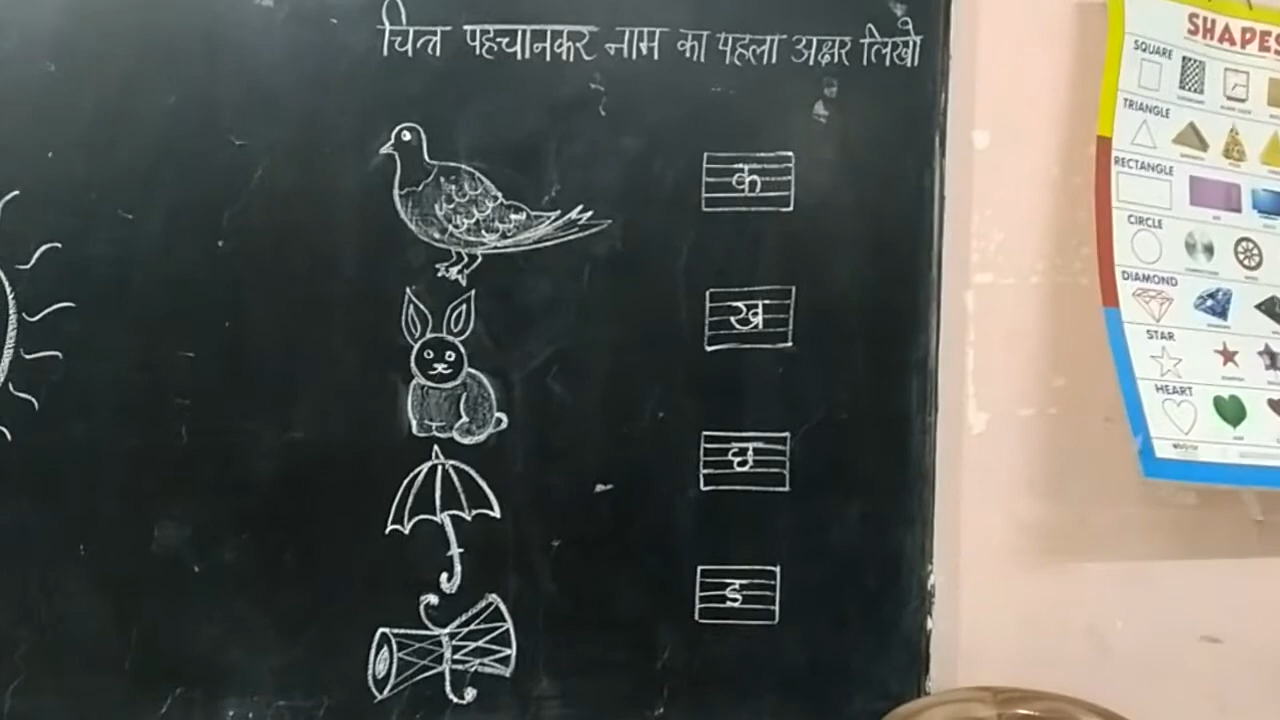 चित्र पहचानकर नाम का पहला अक्षर लिखो
क
ख
छ
ड
SHAPES
SQUARE
TRIANGLE
RECTANGLE
CIRCLE
DIAMOND
STAR
HEART